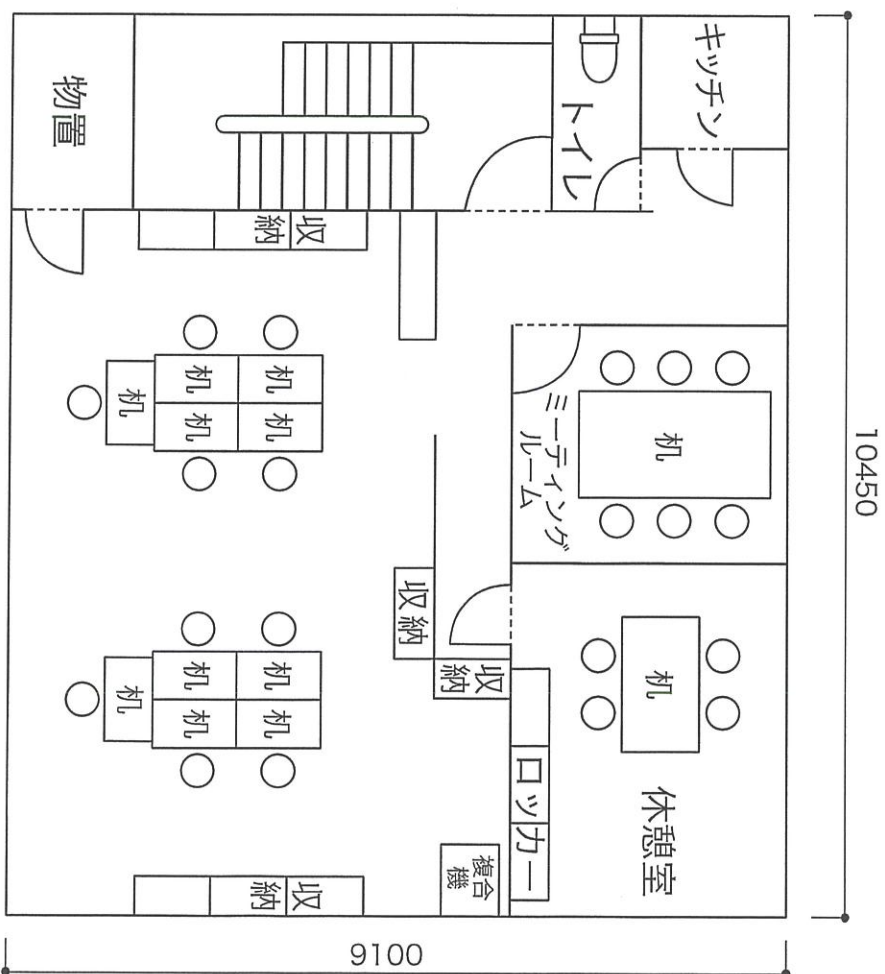 キッチン
トイレ
物置
収
納
机
机
机
机
机
机
ミーティング
ルーム
収納
収
納
机
机
机
机
机
机
休憩室
ロッカー
複合
機
収
納
10450
9100